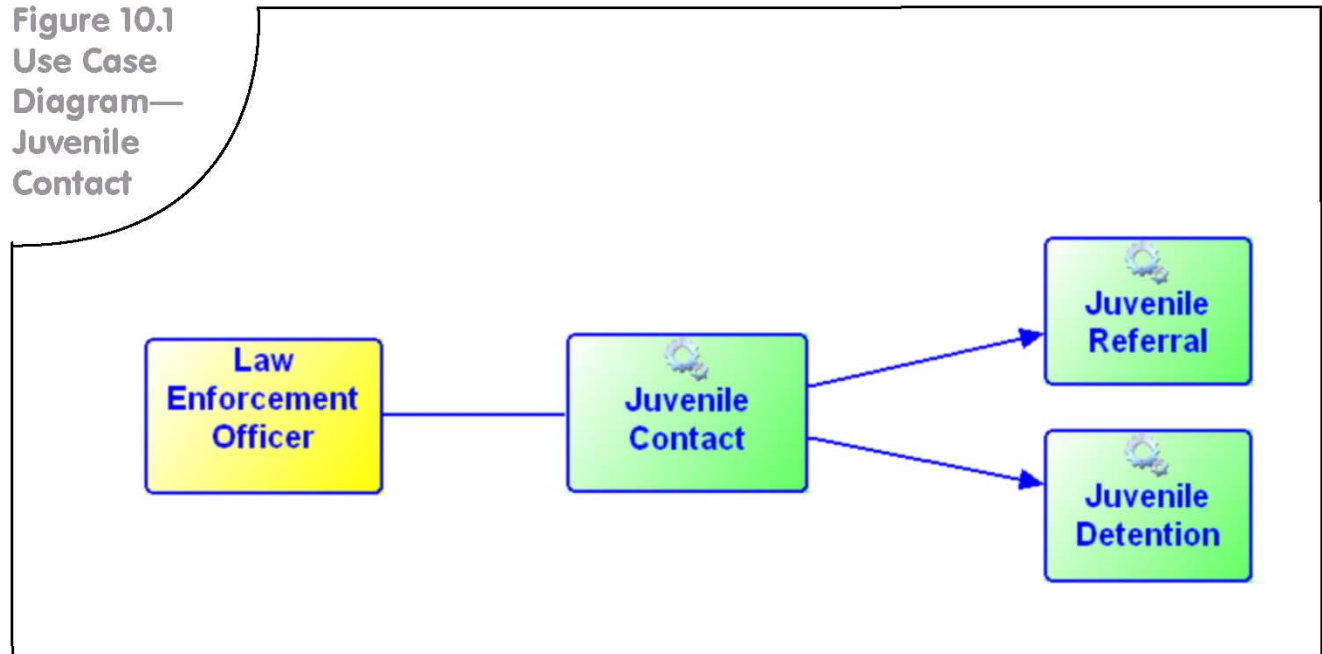 Figure 10.1
Use Case
Diagram—
Juvenile
Contact
Law
Enforcement
Officer
Juvenile
Contact
Juvenile
Referral
Juvenile
Detention